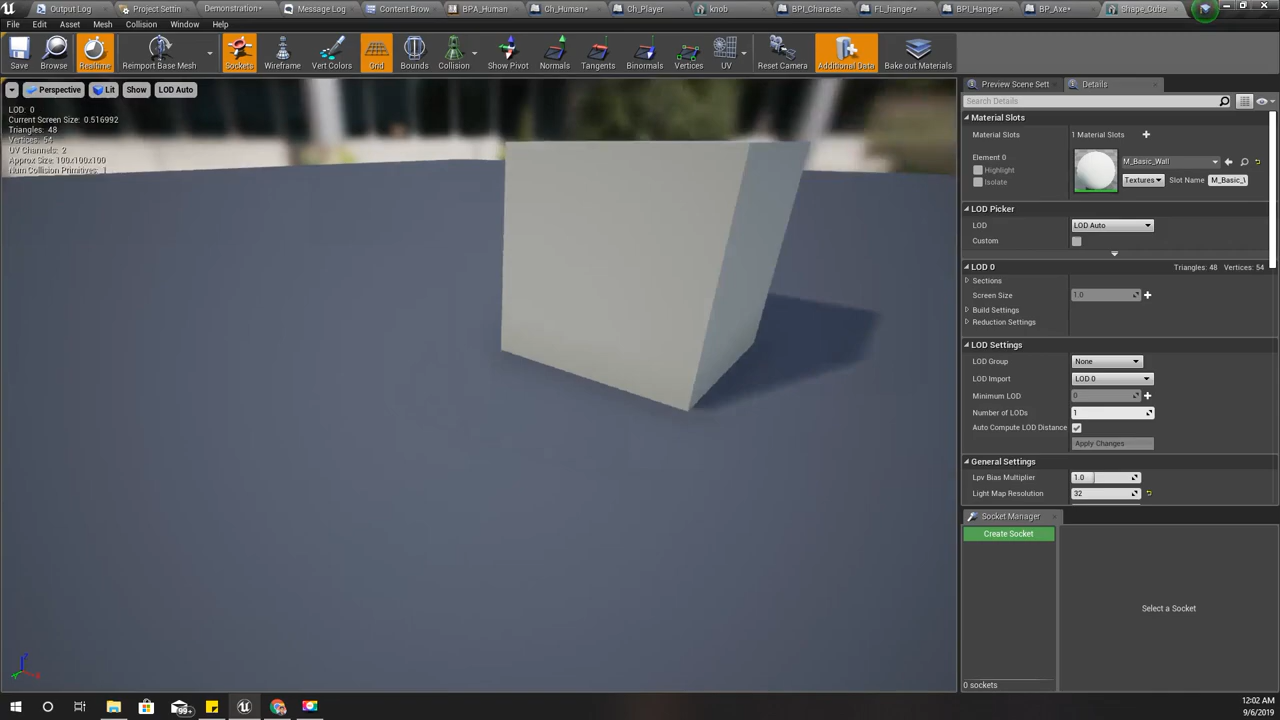 Output Log
Project Settin
Demonstration*
Message Log
Content Brow
BPA_Human
Ch_Human*
Ch_Player
knob
BPI_Characte
FL_hanger*
BPI_Hanger*
BP_Axe*
Shape_Cube
File Edit Asset Mesh Collision Window Help
Save Browse Realtime Reimport Base Mesh Sockets Wireframe Vert Colors Grid Bounds Collision Show Pivot Normals Tangents Binormals Vertices UV Reset Camera Additional Data Bake out Materials
Perspective Lit Show LOD Auto
LOD: 0
Current Screen Size: 0.516992
Triangles: 48
Vertices: 54
UV Channels: 2
Approx Size: 100x100x100
Num Collision Primitives: 1
Preview Scene Sett Details
Search Details
Material Slots
Material Slots 1 Material Slots
Element 0
Highlight
Isolate
M_Basic_Wall
Textures Slot Name M_Basic_\
LOD Picker
LOD LOD Auto
Custom
LOD 0 Triangles: 48 Vertices: 54
Sections
Screen Size 1.0
Build Settings
Reduction Settings
LOD Settings
LOD Group None
LOD Import LOD 0
Minimum LOD 0
Number of LODs 1
Auto Compute LOD Distance
Apply Changes
General Settings
Lpv Bias Multiplier 1.0
Light Map Resolution 32
Socket Manager
Create Socket
Select a Socket
0 sockets
99+
12:02 AM
9/6/2019